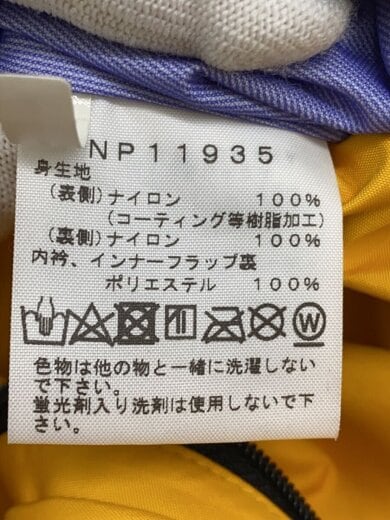 NP11935
身生地
(表側)ナイロン 100%
(コーティング等樹脂加工)
(裏側)ナイロン 100%
内衿、インナーフラップ裏
ポリエステル 100%
W
色物は他の物と一緒に洗濯しない
で下さい。
蛍光剤入り洗剤は使用しないで下
さい。